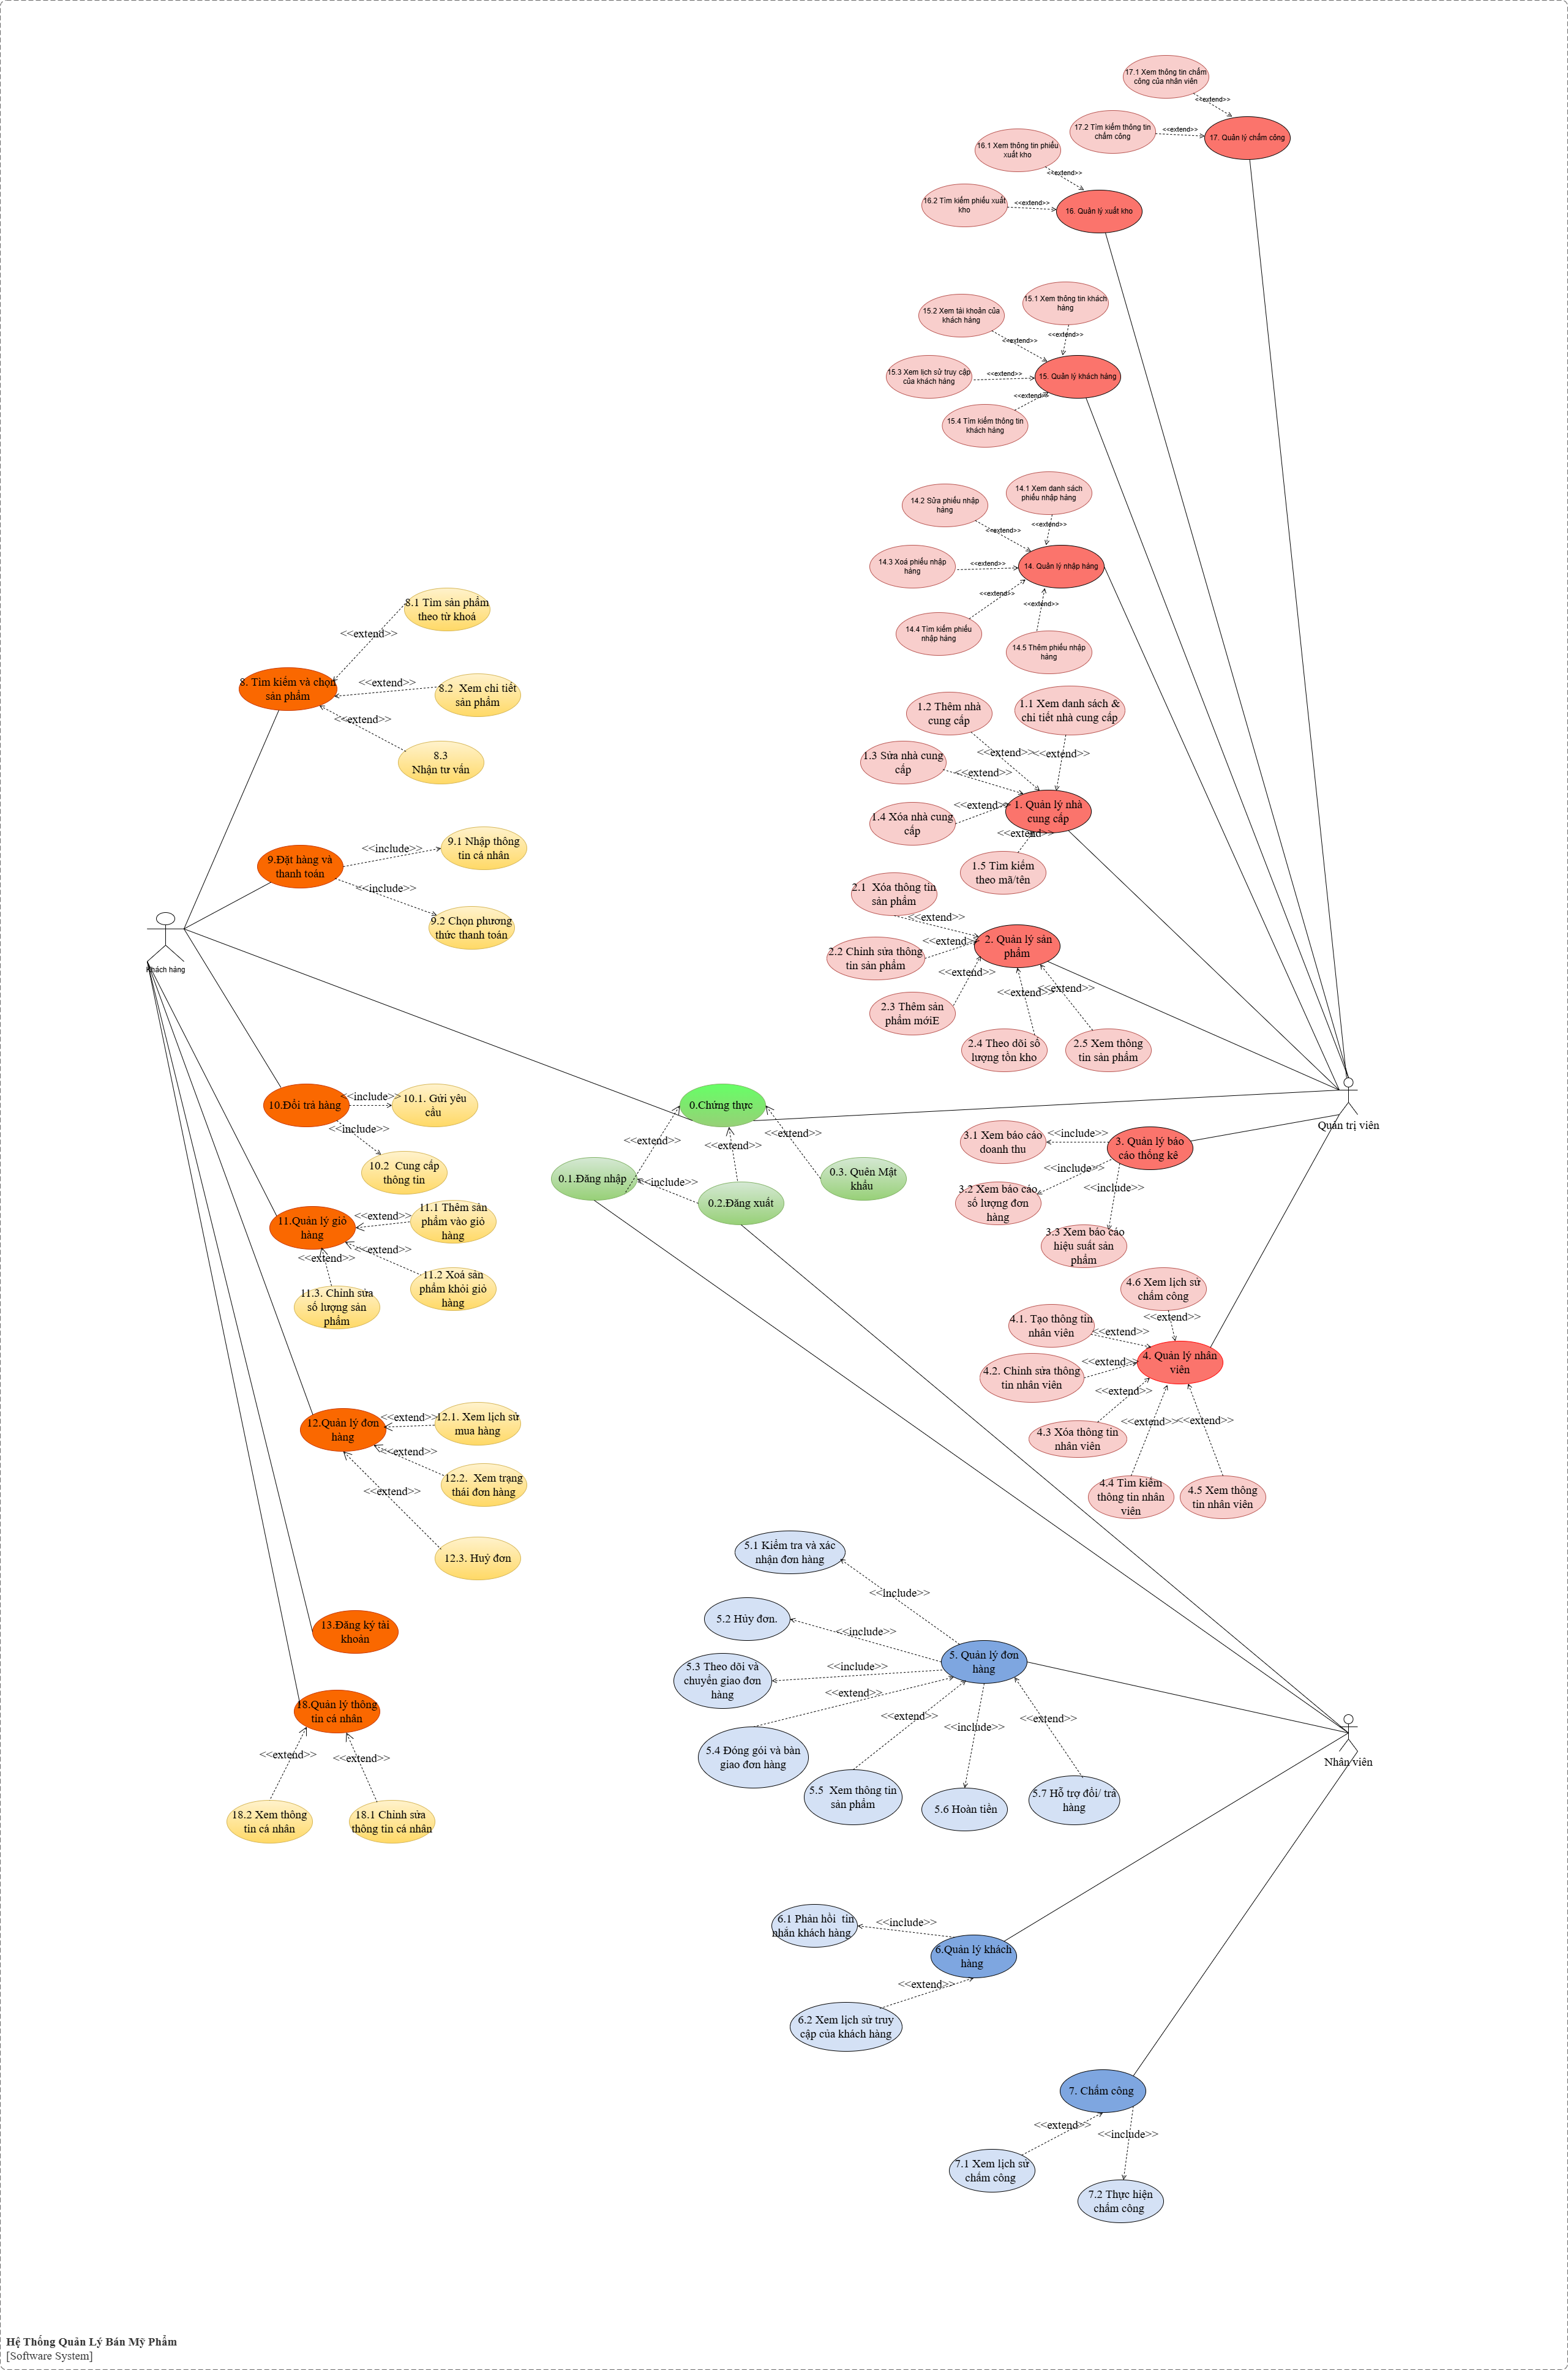 17.1 Xem thông tin chấm
công của nhân viên
<<extend>>
17.2 Tìm kiếm thông tin
chấm công
<<extend>>
17. Quản lý chấm công
16.1 Xem thông tin phiếu
xuất kho
<<extend>>
16.2 Tìm kiếm phiếu xuất
kho
<<extend>>
16. Quản lý xuất kho
15.1 Xem thông tin khách
hàng
15.2 Xem tài khoản của
khách hàng
<<extend>>
<<extend>>
15.3 Xem lịch sử truy cập
của khách hàng
<<extend>>
15. Quản lý khách hàng
<<extend>>
15.4 Tìm kiếm thông tin
khách hàng
14.1 Xem danh sách
phiếu nhập hàng
14.2 Sửa phiếu nhập
hàng
<<extend>>
<<extend>>
14.3 Xoá phiếu nhập
hàng
<<extend>>
14. Quản lý nhập hàng
<<extend>>
<<extend>>
14.4 Tìm kiếm phiếu
nhập hàng
14.5 Thêm phiếu nhập
hàng
8.1 Tìm sản phẩm
theo từ khoá
<<extend>>
8. Tìm kiếm và chọn
sản phẩm
<<extend>>
8.2  Xem chi tiết
sản phẩm
<<extend>>
8.3
Nhận tư vấn
1.1 Xem danh sách &
chi tiết nhà cung cấp
1.2 Thêm nhà
cung cấp
<<extend>>
<<extend>>
1.3 Sửa nhà cung
cấp
<<extend>>
1.4 Xóa nhà cung
cấp
<<extend>>
1. Quản lý nhà
cung cấp
<<extend>>
1.5 Tìm kiếm
theo mã/tên
9.1 Nhập thông
tin cá nhân
<<include>>
9.Đặt hàng và
thanh toán
<<include>>
9.2 Chọn phương
thức thanh toán
2.1  Xóa thông tin
sản phẩm
<<extend>>
2.2 Chỉnh sửa thông
tin sản phẩm
<<extend>>
2. Quản lý sản
phẩm
<<extend>>
2.3 Thêm sản
phẩm mớiE
<<extend>>
<<extend>>
2.4 Theo dõi số
lượng tồn kho
2.5 Xem thông
tin sản phẩm
Khách hàng
10.Đổi trả hàng
<<include>>
10.1. Gửi yêu
cầu
<<include>>
10.2  Cung cấp
thông tin
0.Chứng thực
<<extend>>
<<extend>>
<<extend>>
0.1.Đăng nhập
<<include>>
0.2.Đăng xuất
0.3. Quên Mật
khẩu
Quản trị viên
3.1 Xem báo cáo
doanh thu
<<include>>
3. Quản lý báo
cáo thống kê
<<include>>
3.2 Xem báo cáo
số lượng đơn
hàng
<<include>>
3.3 Xem báo cáo
hiệu suất sản
phẩm
11.Quản lý giỏ
hàng
<<extend>>
11.1 Thêm sản
phẩm vào giỏ
hàng
<<extend>>
11.2 Xoá sản
phẩm khỏi giỏ
hàng
<<extend>>
11.3. Chỉnh sửa
số lượng sản
phẩm
4.6 Xem lịch sử
chấm công
<<extend>>
4.1. Tạo thông tin
nhân viên
<<extend>>
4.2. Chỉnh sửa thông
tin nhân viên
<<extend>>
4. Quản lý nhân
viên
<<extend>>
4.3 Xóa thông tin
nhân viên
<<extend>>
<<extend>>
4.4 Tìm kiếm
thông tin nhân
viên
4.5 Xem thông
tin nhân viên
12.Quản lý đơn
hàng
<<extend>>
12.1. Xem lịch sử
mua hàng
<<extend>>
12.2.  Xem trạng
thái đơn hàng
<<extend>>
12.3. Huỷ đơn
13.Đăng ký tài
khoản
18.Quản lý thông
tin cá nhân
<<extend>>
<<extend>>
18.2 Xem thông
tin cá nhân
18.1 Chỉnh sửa
thông tin cá nhân
5.1 Kiểm tra và xác
nhận đơn hàng
<<include>>
5.2 Hủy đơn.
<<include>>
5. Quản lý đơn
hàng
5.3 Theo dõi và
chuyển giao đơn
hàng
<<include>>
<<extend>>
5.4 Đóng gói và bàn
giao đơn hàng
<<extend>>
<<include>>
<<extend>>
5.5  Xem thông tin
sản phẩm
5.6 Hoàn tiền
5.7 Hỗ trợ đổi/ trả
hàng
Nhân viên
6.1 Phản hồi  tin
nhắn khách hàng
<<include>>
6.Quản lý khách
hàng
<<extend>>
6.2 Xem lịch sử truy
cập của khách hàng
7. Chấm công
<<extend>>
<<include>>
7.1 Xem lịch sử
chấm công
7.2 Thực hiện
chấm công
Hệ Thống Quản Lý Bán Mỹ Phẩm
[Software System]